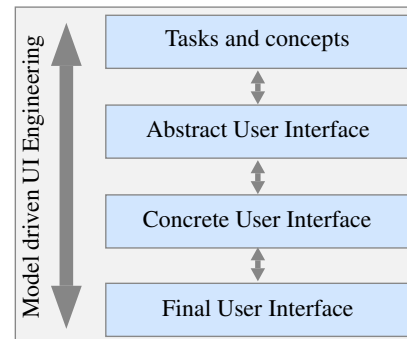 Model driven UI Engineering
Tasks and concepts
Abstract User Interface
Concrete User Interface
Final User Interface